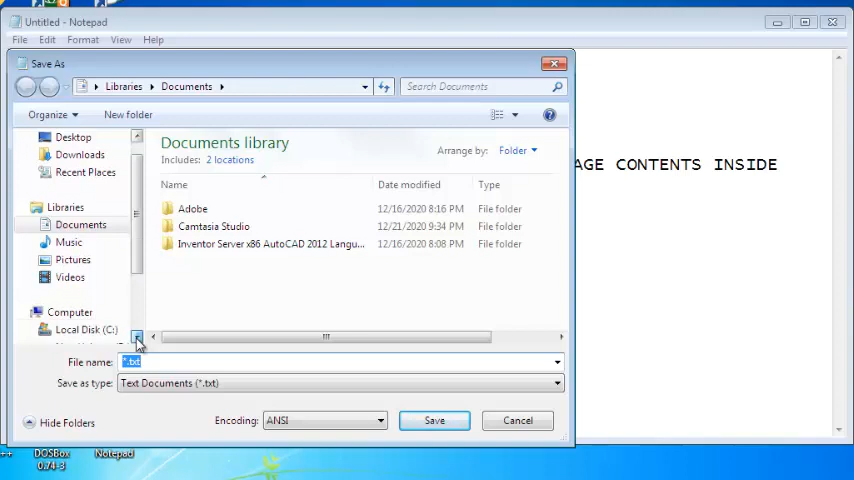 Untitled - Notepad
File Edit Format View Help
Save As
Libraries Documents
Search Documents
Organize New folder
Desktop
Downloads
Recent Places
Libraries
Documents
Music
Pictures
Videos
Computer
Local Disk (C:)
Documents library
Includes: 2 locations
Arrange by: Folder
Name Date modified Type
Adobe 12/16/2020 8:16 PM File folder
Camtasia Studio 12/21/2020 9:34 PM File folder
Inventor Server x86 AutoCAD 2012 Langu... 12/16/2020 8:08 PM File folder
AGE CONTENTS INSIDE
File name: *.txt
Save as type: Text Documents (*.txt)
Hide Folders
Encoding: ANSI
Save Cancel
++ DOSBox
0.74-3
Notepad